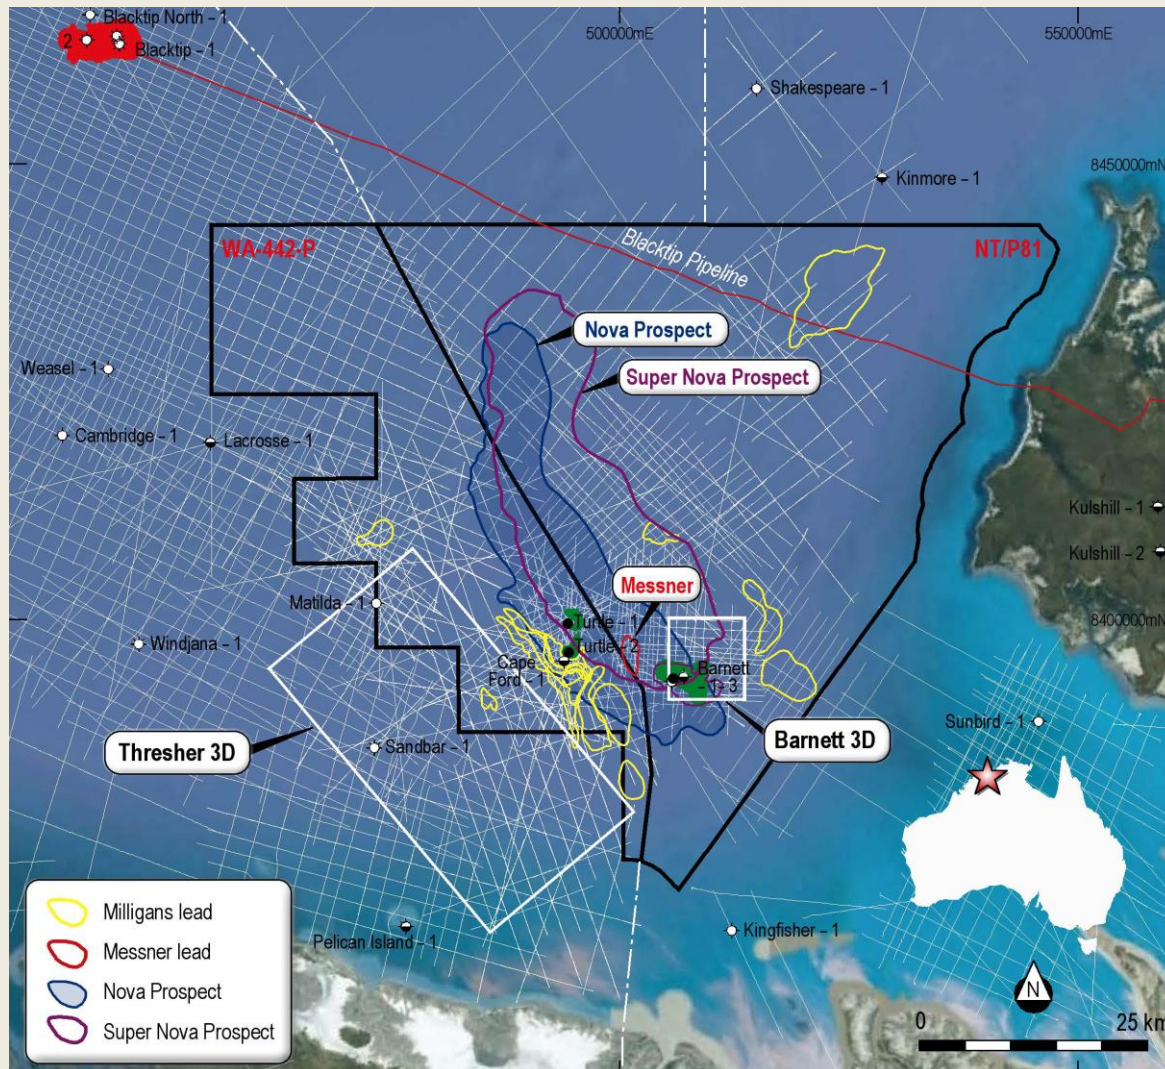 Blacktip North - 1
2
Blacktip - 1
500000mE
550000mE
Shakespeare - 1
Kinmore - 1
8450000mN
WA-442-P
Blacktip Pipeline
NT/P81
Nova Prospect
Super Nova Prospect
Weasel - 1
Cambridge - 1
Lacrosse - 1
Kulshill - 1
Kulshill - 2
Messner
Matilda - 1
Turtle - 1
8400000mN
Windjana - 1
Turtle - 2
Cape
Ford - 1
Barnett
1 - 3
Sunbird - 1
Thresher 3D
Sandbar - 1
Barnett 3D
Milligans lead
Messner lead
Nova Prospect
Super Nova Prospect
Pelican Island - 1
Kingfisher - 1
N
0
25 km